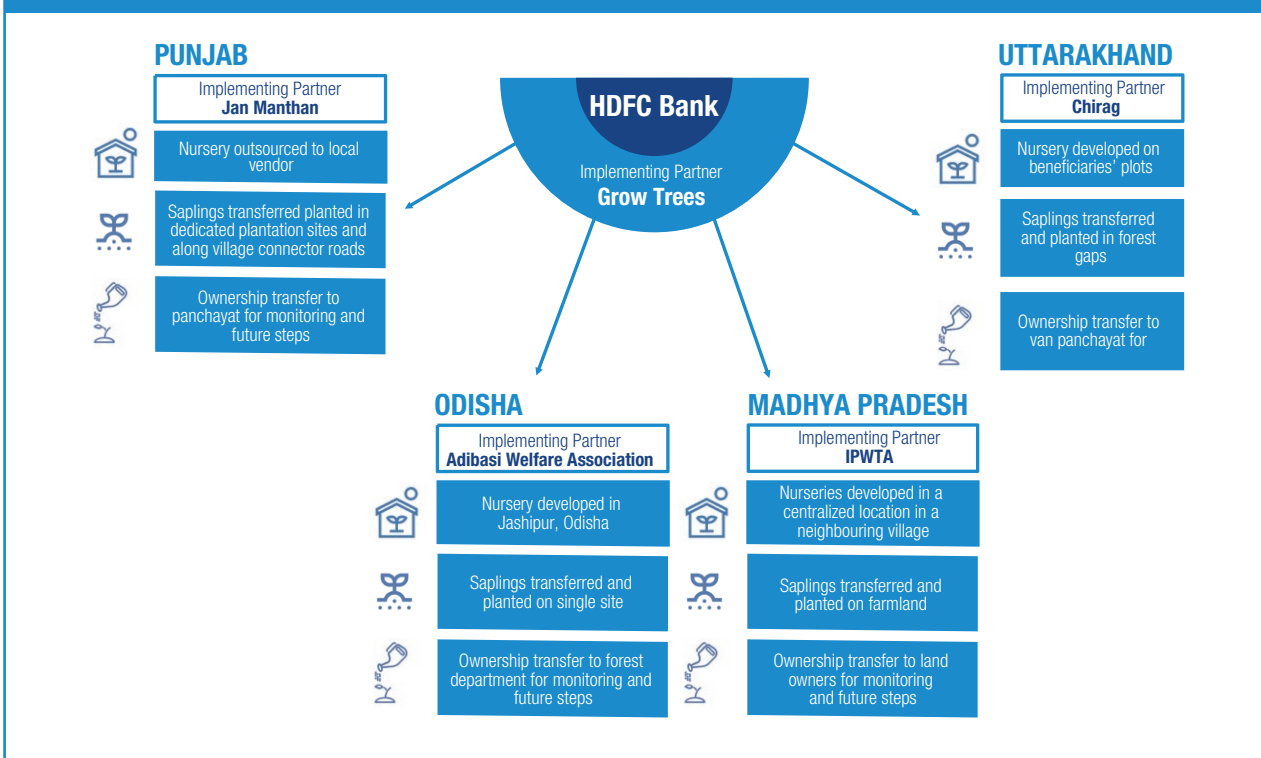 PUNJAB
Implementing Partner
Jan Manthan
Nursery outsourced to local
vendor
Saplings transferred planted in
dedicated plantation sites and
along village connector roads
Ownership transfer to
panchayat for monitoring and
future steps
HDFC Bank
Implementing Partner
Grow Trees
UTTARAKHAND
Implementing Partner
Chirag
Nursery developed on
beneficiaries' plots
Saplings transferred
and planted in forest
gaps
Ownership transfer to
van panchayat for
ODISHA
Implementing Partner
Adibasi Welfare Association
Nursery developed in
Jashipur, Odisha
Saplings transferred and
planted on single site
Ownership transfer to forest
department for monitoring and
future steps
MADHYA PRADESH
Implementing Partner
IPWTA
Nurseries developed in a
centralized location in a
neighbouring village
Saplings transferred and
planted on farmland
Ownership transfer to land
owners for monitoring
and future steps